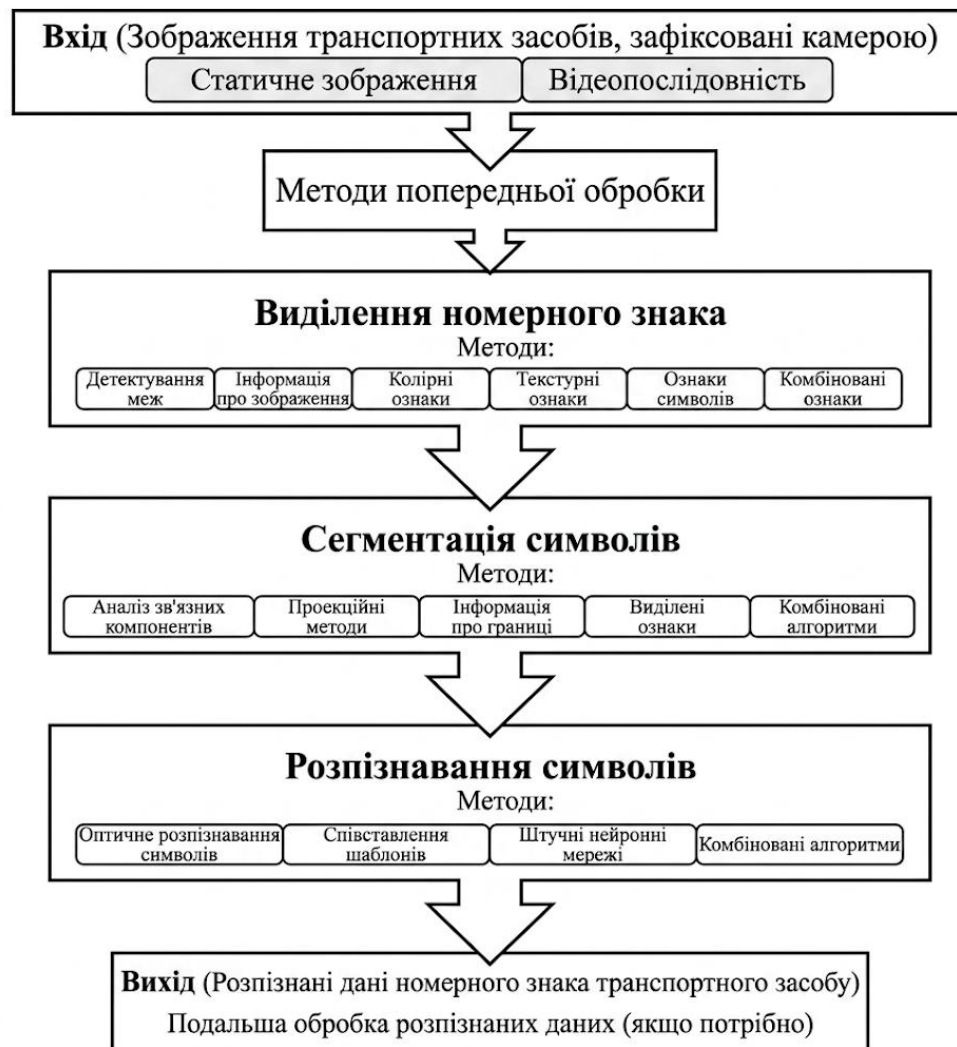 Вхід (Зображення транспортних засобів, зафіксовані камерою)
Статичне зображення Відеопослідовність
Методи попередньої обробки
Виділення номерного знака
Методи:
Детектування меж
Інформація про зображення
Колірні ознаки
Текстурні ознаки
Ознаки символів
Комбіновані ознаки
Сегментація символів
Методи:
Аналіз зв'язних компонентів
Проекційні методи
Інформація про границі
Виділені ознаки
Комбіновані алгоритми
Розпізнавання символів
Методи:
Оптичне розпізнавання символів
Співставлення шаблонів
Штучні нейронні мережі
Комбіновані алгоритми
Вихід (Розпізнані дані номерного знака транспортного засобу)
Подальша обробка розпізнаних даних (якщо потрібно)